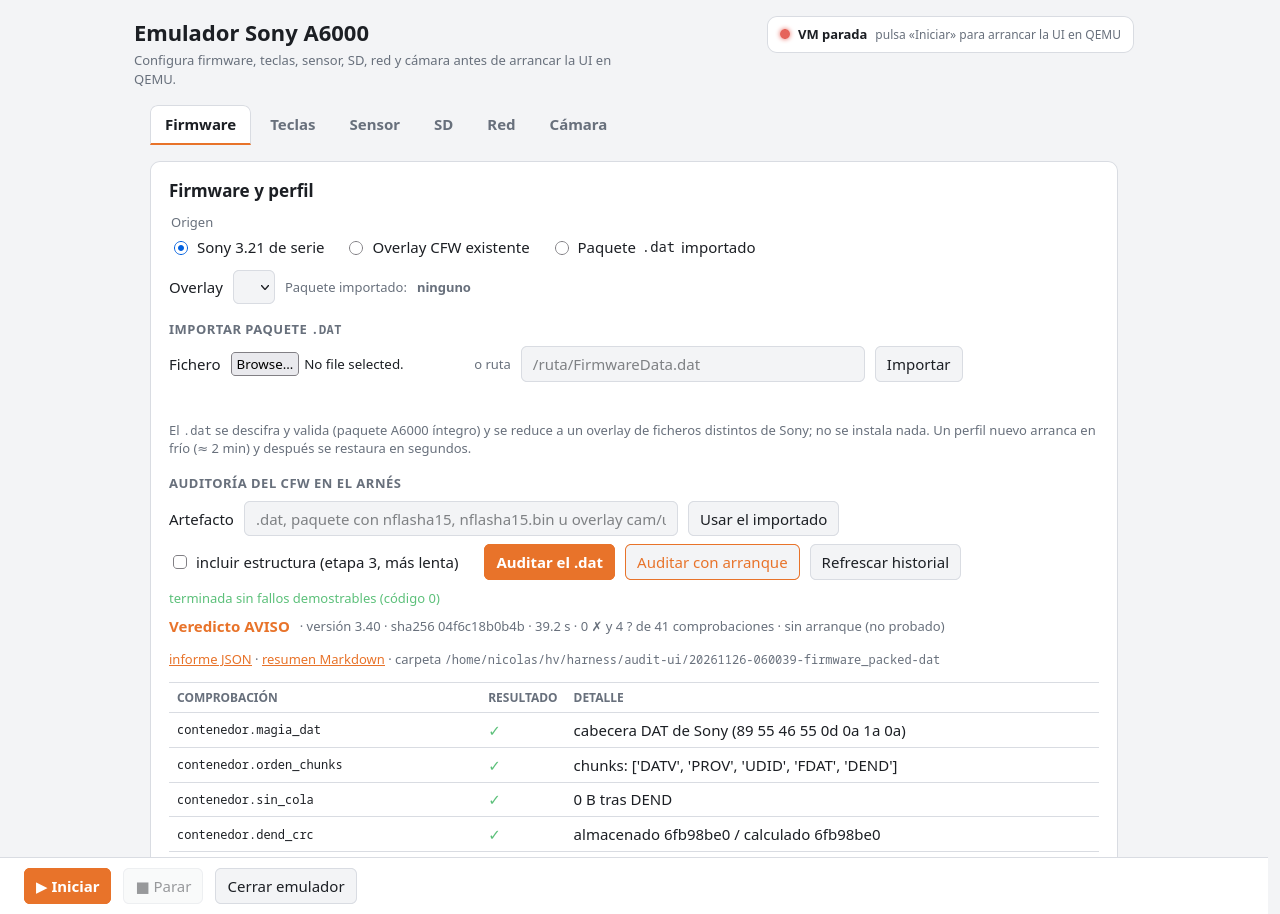 Emulador Sony A6000
Configura firmware, teclas, sensor, SD, red y cámara antes de arrancar la UI en
QEMU.
VM parada pulsa «Iniciar» para arrancar la UI en QEMU
Firmware Teclas Sensor SD Red Cámara
Firmware y perfil
Origen
Sony 3.21 de serie Overlay CFW existente Paquete .dat importado
Overlay Paquete importado: ninguno
IMPORTAR PAQUETE .DAT
Fichero Browse... No file selected. o ruta /ruta/FirmwareData.dat Importar
El .dat se descifra y valida (paquete A6000 íntegro) y se reduce a un overlay de ficheros distintos de Sony; no se instala nada. Un perfil nuevo arranca en
frío (≈ 2 min) y después se restaura en segundos.
AUDITORÍA DEL CFW EN EL ARNÉS
Artefacto .dat, paquete con nflasha15, nflasha15.bin u overlay cam/u Usar el importado
incluir estructura (etapa 3, más lenta) Auditar el .dat Auditar con arranque Refrescar historial
terminada sin fallos demostrables (código 0)
Veredicto AVISO · versión 3.40 · sha256 04f6c18b0b4b · 39.2 s · 0 ✗ y 4 ? de 41 comprobaciones · sin arranque (no probado)
informe JSON · resumen Markdown · carpeta /home/nicolas/hv/harness/audit-ui/20261126-060039-firmware_packed-dat
COMPROBACIÓN RESULTADO DETALLE
contenedor.magia_dat ✓ cabecera DAT de Sony (89 55 46 55 0d 0a 1a 0a)
contenedor.orden_chunks ✓ chunks: ['DATV', 'PROV', 'UDID', 'FDAT', 'DEND']
contenedor.sin_cola ✓ 0 B tras DEND
contenedor.dend_crc ✓ almacenado 6fb98be0 / calculado 6fb98be0
▶ Iniciar ■ Parar Cerrar emulador